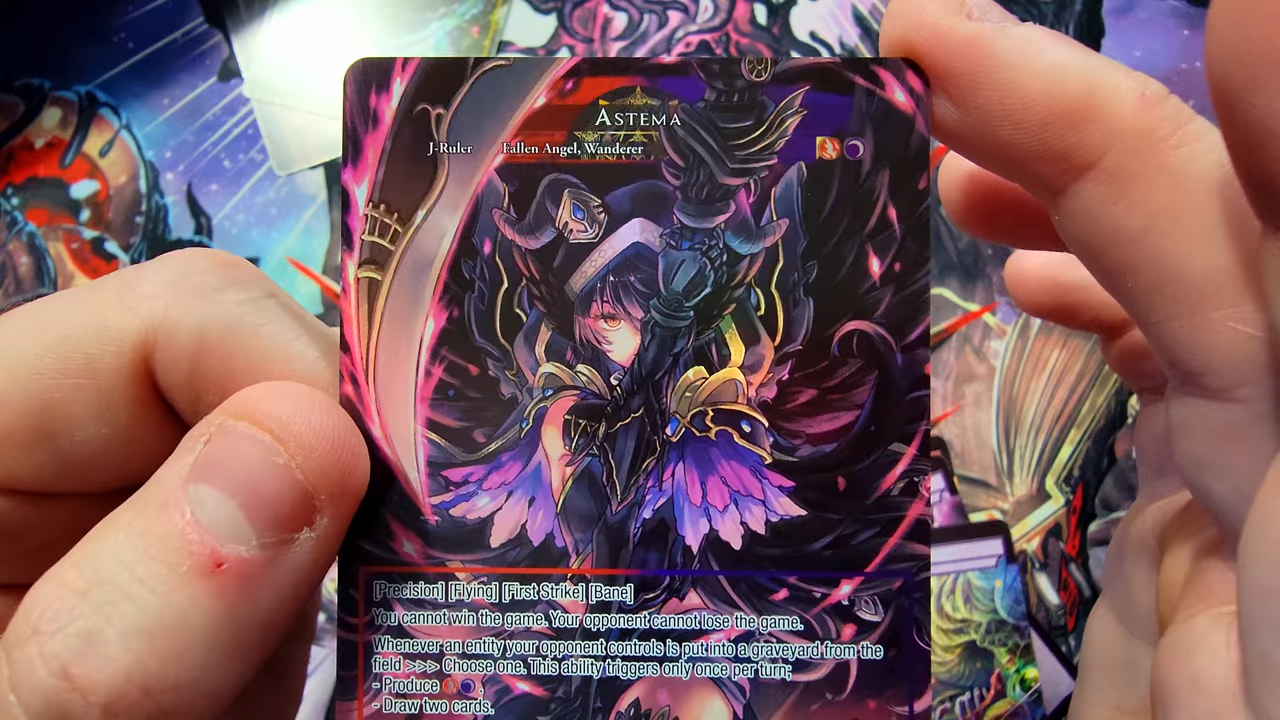 ASTEMA
J-Ruler Fallen Angel, Wanderer
[Precision] [Flying] [First Strike] [Bane]
You cannot win the game. Your opponent cannot lose the game.
Whenever an entity your opponent controls is put into a graveyard from the
field >>> Choose one. This ability triggers only once per turn;
- Produce .
- Draw two cards.